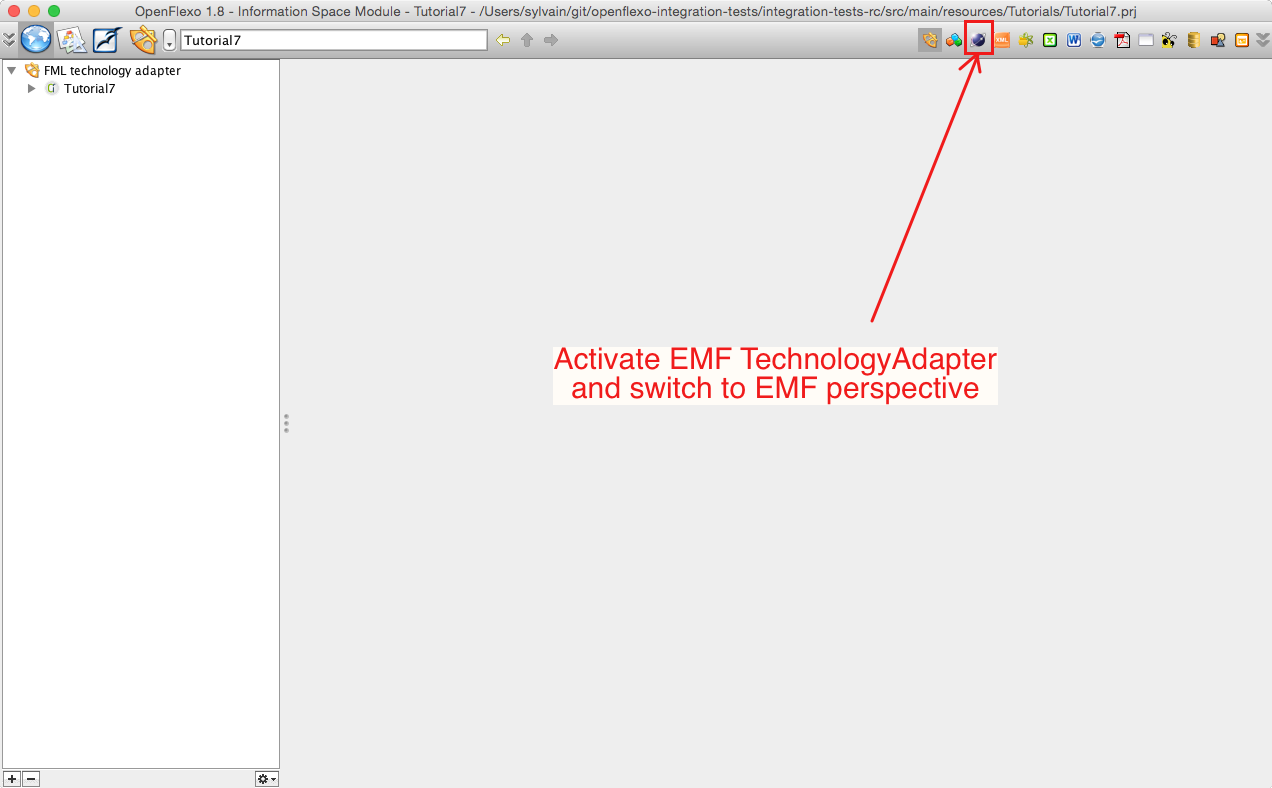 OpenFlexo 1.8 - Information Space Module - Tutorial7 - /Users/sylvain/git/openflexo-integration-tests/integration-tests-rc/src/main/resources/Tutorials/Tutorial7.prj
Tutorial7
XML
FML technology adapter
Tutorial7
Activate EMF TechnologyAdapter
and switch to EMF perspective